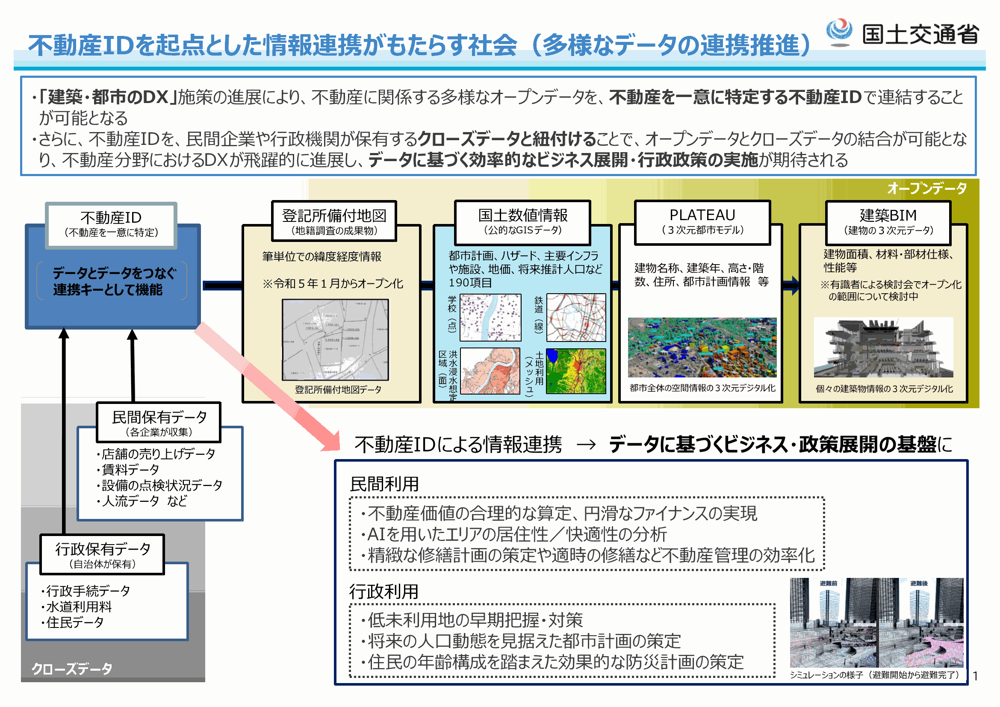 不動産IDを起点とした情報連携がもたらす社会（多様なデータの連携推進）
国土交通省
・「建築・都市のDX」施策の進展により、不動産に関係する多様なオープンデータを、不動産を一意に特定する不動産IDで連結すること
が可能となる
・さらに、不動産IDを、民間企業や行政機関が保有するクローズデータと紐付けることで、オープンデータとクローズデータの結合が可能とな
り、不動産分野におけるDXが飛躍的に進展し、データに基づく効率的なビジネス展開・行政政策の実施が期待される
オープンデータ
不動産ID
（不動産を一意に特定）
データとデータをつなぐ
連携キーとして機能
登記所備付地図
（地籍調査の成果物）
筆単位での緯度経度情報
※令和５年１月からオープン化
登記所備付地図データ
国土数値情報
（公的なGISデータ）
都市計画、ハザード、主要インフラ
や施設、地価、将来推計人口など
190項目
学校（点）
鉄道（線）
洪水浸水想定
区域（面）
土地利用
（メッシュ）
PLATEAU
（３次元都市モデル）
建物名称、建築年、高さ・階
数、住所、都市計画情報　等
都市全体の空間情報の３次元デジタル化
建築BIM
（建物の３次元データ）
建物面積、材料・部材仕様、
性能等
※有識者による検討会でオープン化
の範囲について検討中
個々の建築物情報の３次元デジタル化
民間保有データ
（各企業が収集）
・店舗の売り上げデータ
・賃料データ
・設備の点検状況データ
・人流データ　など
行政保有データ
（自治体が保有）
・行政手続データ
・水道利用料
・住民データ
クローズデータ
不動産IDによる情報連携　→　データに基づくビジネス・政策展開の基盤に
民間利用
・不動産価値の合理的な算定、円滑なファイナンスの実現
・AIを用いたエリアの居住性／快適性の分析
・精緻な修繕計画の策定や適時の修繕など不動産管理の効率化
行政利用
・低未利用地の早期把握・対策
・将来の人口動態を見据えた都市計画の策定
・住民の年齢構成を踏まえた効果的な防災計画の策定
避難前
避難後
シミュレーションの様子（避難開始から避難完了）
1